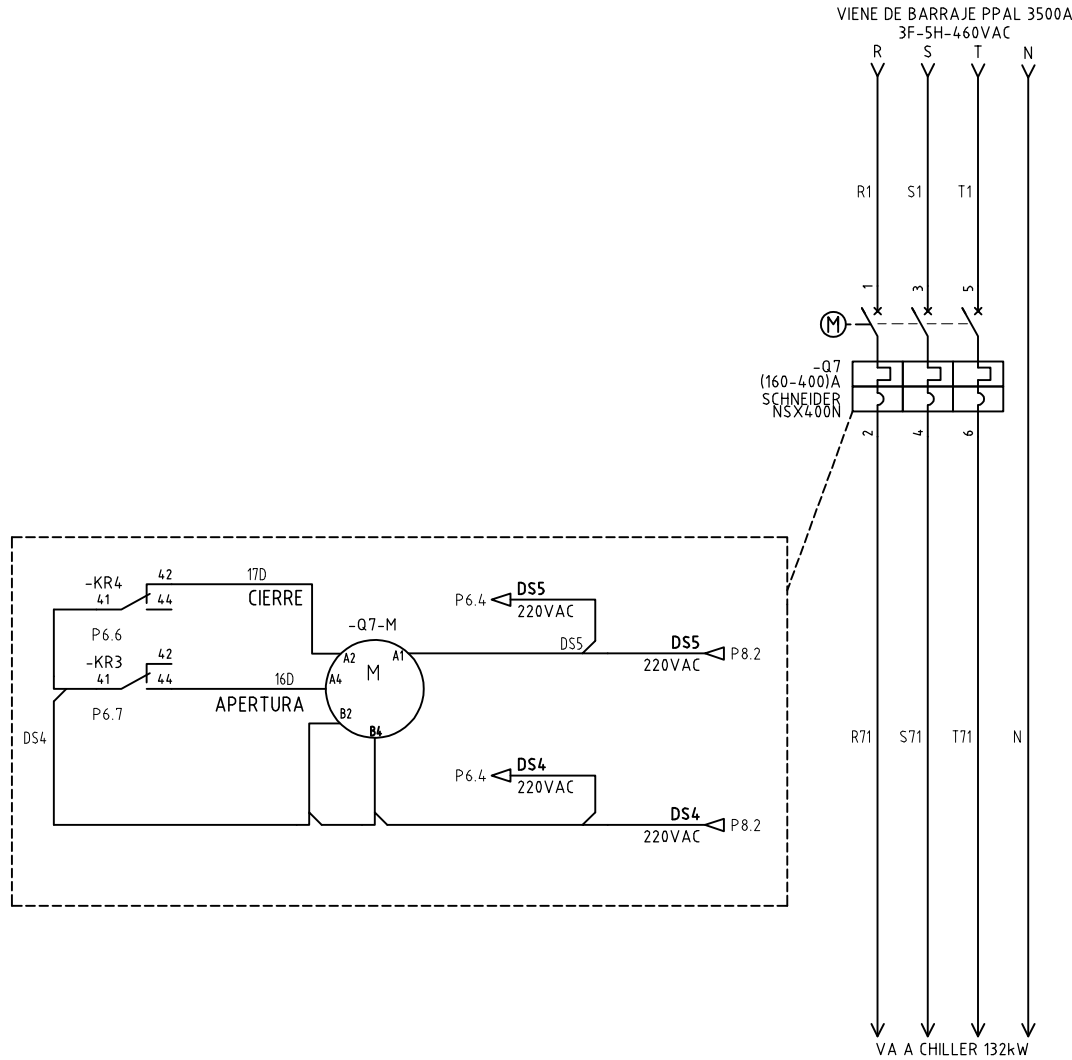 VIENE DE BARRAJE PPAL 3500A
3F-5H-460VAC
R S T N
R1 S1 T1
1 3 5
M
-Q7
(160-400)A
SCHNEIDER
NSX400N
2 4 6
-KR4
41 42 44
17D
CIERRE
P6.6
-KR3
41 42 44
16D
APERTURA
P6.7
DS4
-Q7-M
M
A2 A1
A4
B2
B4
P6.4 DS5
220VAC
DS5
DS5
220VAC P8.2
P6.4 DS4
220VAC
DS4
220VAC P8.2
R71 S71 T71 N
VA A CHILLER 132kW